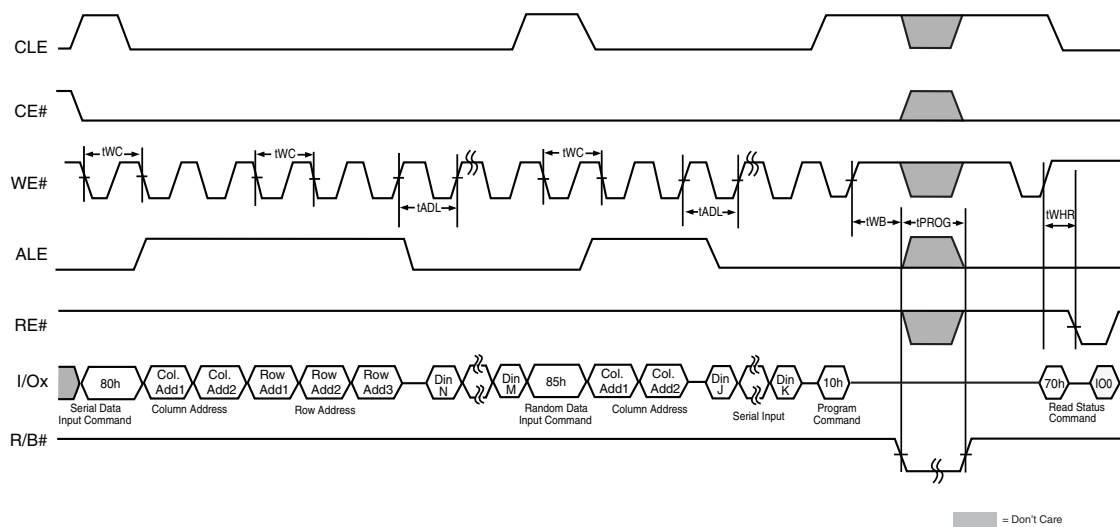 CLE
CE#
tWC
tWC
tWC
WE#
tADL
tADL
tWB
tPROG
tWHR
ALE
RE#
I/Ox
80h
Col. Add1
Col. Add2
Row Add1
Row Add2
Row Add3
Din N
Din M
85h
Col. Add1
Col. Add2
Din J
Din K
10h
70h
IO0
Serial Data
Input Command
Column Address
Row Address
Random Data
Input Command
Column Address
Serial Input
Program
Command
Read Status
Command
R/B#
= Don't Care